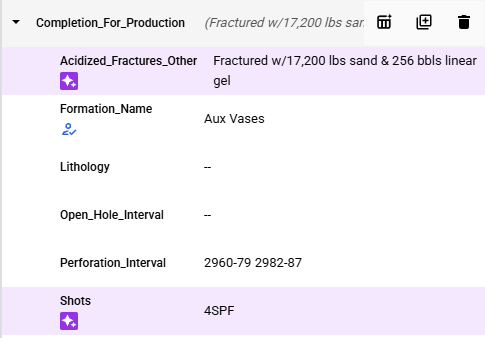 Completion_For_Production (Fractured w/17,200 lbs san
Acidized_Fractures_Other Fractured w/17,200 lbs sand & 256 bbls linear
gel
Formation_Name
Aux Vases
Lithology --
Open_Hole_Interval --
Perforation_Interval 2960-79 2982-87
Shots
4SPF